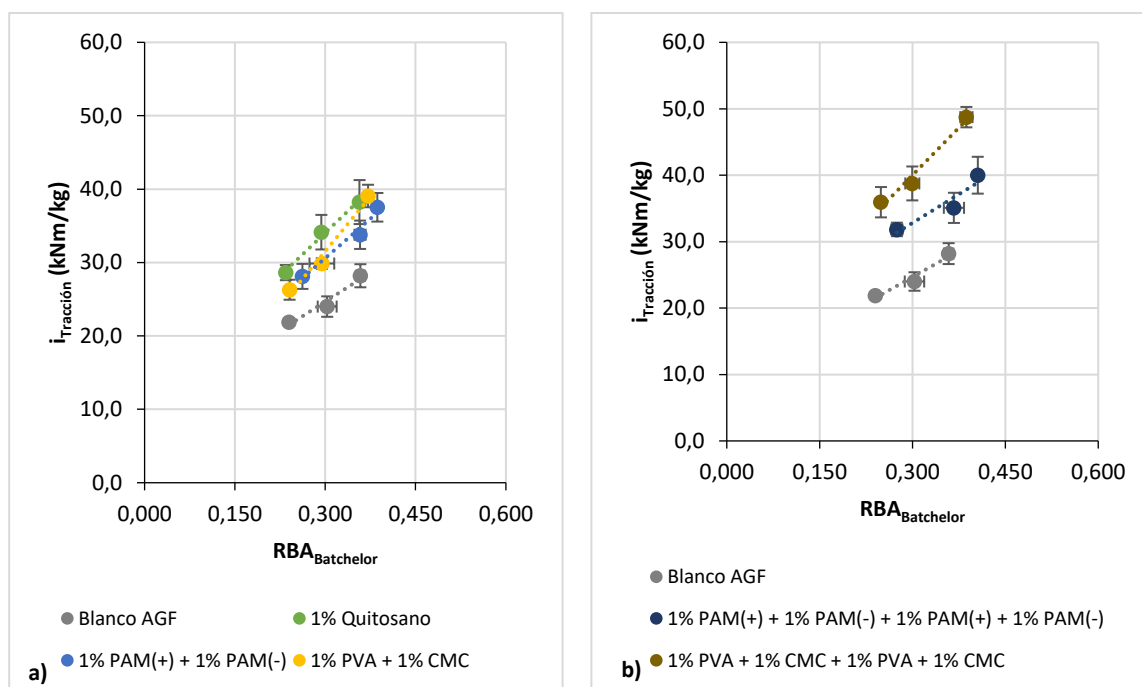 60,0
50,0
40,0
30,0
20,0
10,0
0,0
iTracción (kNm/kg)
0,000 0,150 0,300 0,450 0,600
RBABatchelor
Blanco AGF 1% Quitosano
1% PAM(+) + 1% PAM(-) 1% PVA + 1% CMC
a)
60,0
50,0
40,0
30,0
20,0
10,0
0,0
iTracción (kNm/kg)
0,000 0,150 0,300 0,450 0,600
RBABatchelor
Blanco AGF
1% PAM(+) + 1% PAM(-) + 1% PAM(+) + 1% PAM(-)
1% PVA + 1% CMC + 1% PVA + 1% CMC
b)